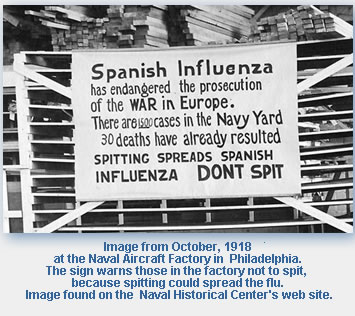 Spanish Influenza
has endangered the prosecution
of the WAR in Europe.
There are 1500 cases in the Navy Yard
30 deaths have already resulted
SPITTING SPREADS SPANISH
INFLUENZA DONT SPIT
Image from October, 1918
at the Naval Aircraft Factory in Philadelphia.
The sign warns those in the factory not to spit,
because spitting could spread the flu.
Image found on the Naval Historical Center's web site.